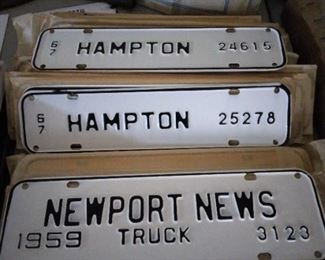 67 HAMPTON 24615
67 HAMPTON 25278
NEWPORT NEWS
1959 TRUCK 3123